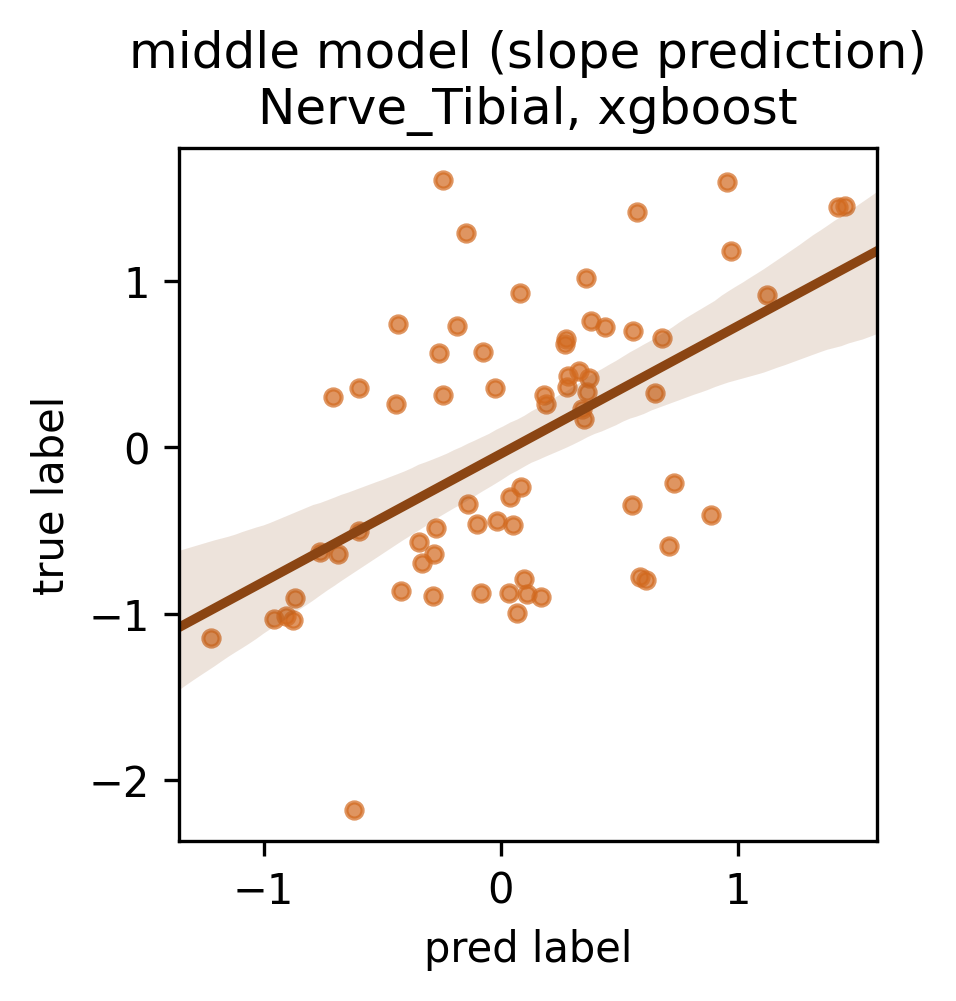 middle model (slope prediction)
Nerve_Tibial, xgboost
1
0
−1
−2
true label
−1
0
1
pred label